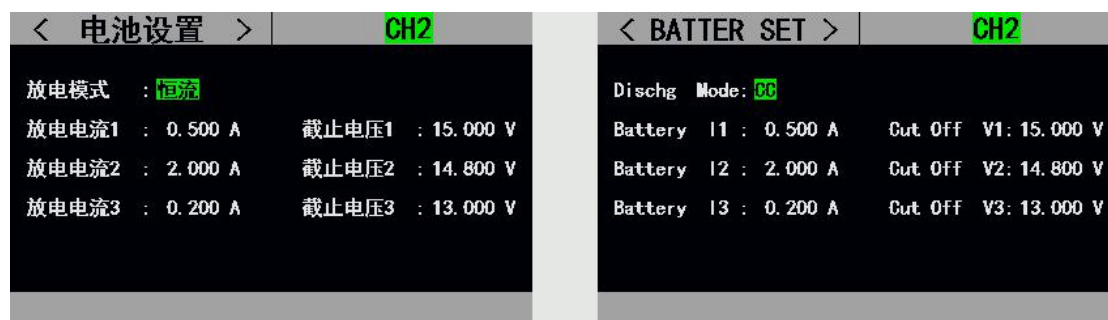 < 电池设置 > CH2
放电模式 : 恒流
放电电流1 : 0.500 A 截止电压1 : 15.000 V
放电电流2 : 2.000 A 截止电压2 : 14.800 V
放电电流3 : 0.200 A 截止电压3 : 13.000 V
< BATTER SET > CH2
Dischg Mode: CC
Battery I1 : 0.500 A Cut Off V1: 15.000 V
Battery I2 : 2.000 A Cut Off V2: 14.800 V
Battery I3 : 0.200 A Cut Off V3: 13.000 V